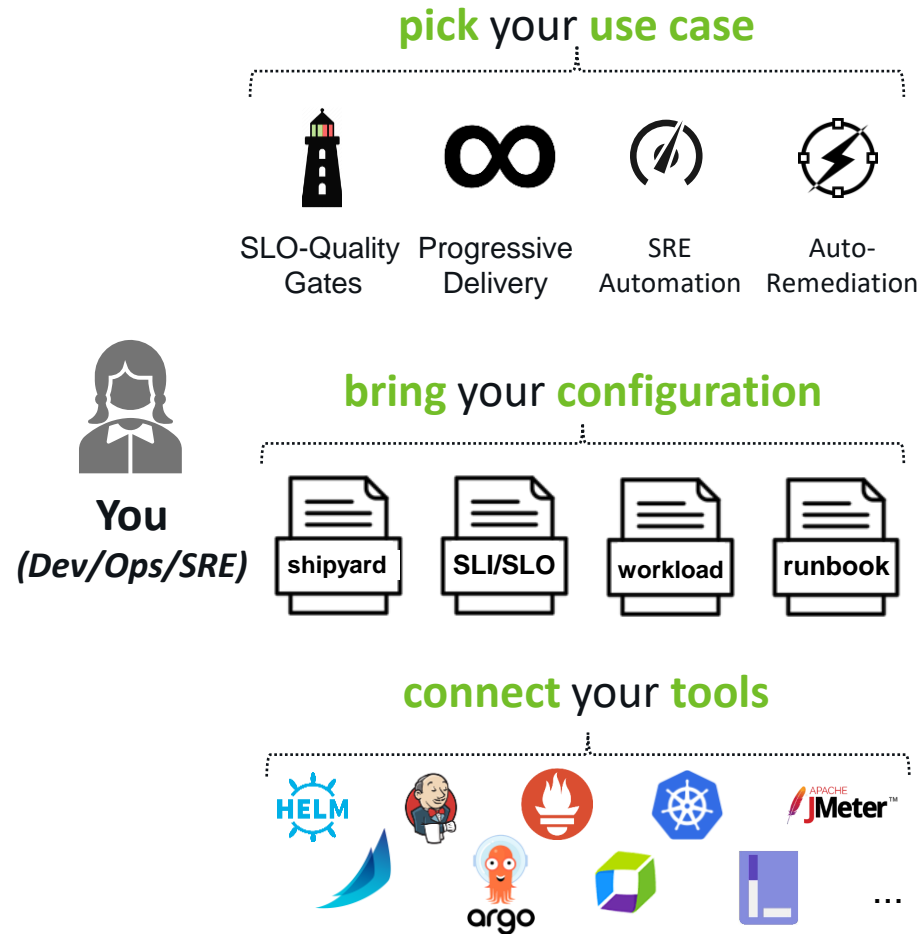 pick your use case
SLO-Quality
Gates
Progressive
Delivery
SRE
Automation
Auto-
Remediation
You
(Dev/Ops/SRE)
bring your configuration
shipyard
SLI/SLO
workload
runbook
connect your tools
HELM
APACHE
JMeter™
argo
...